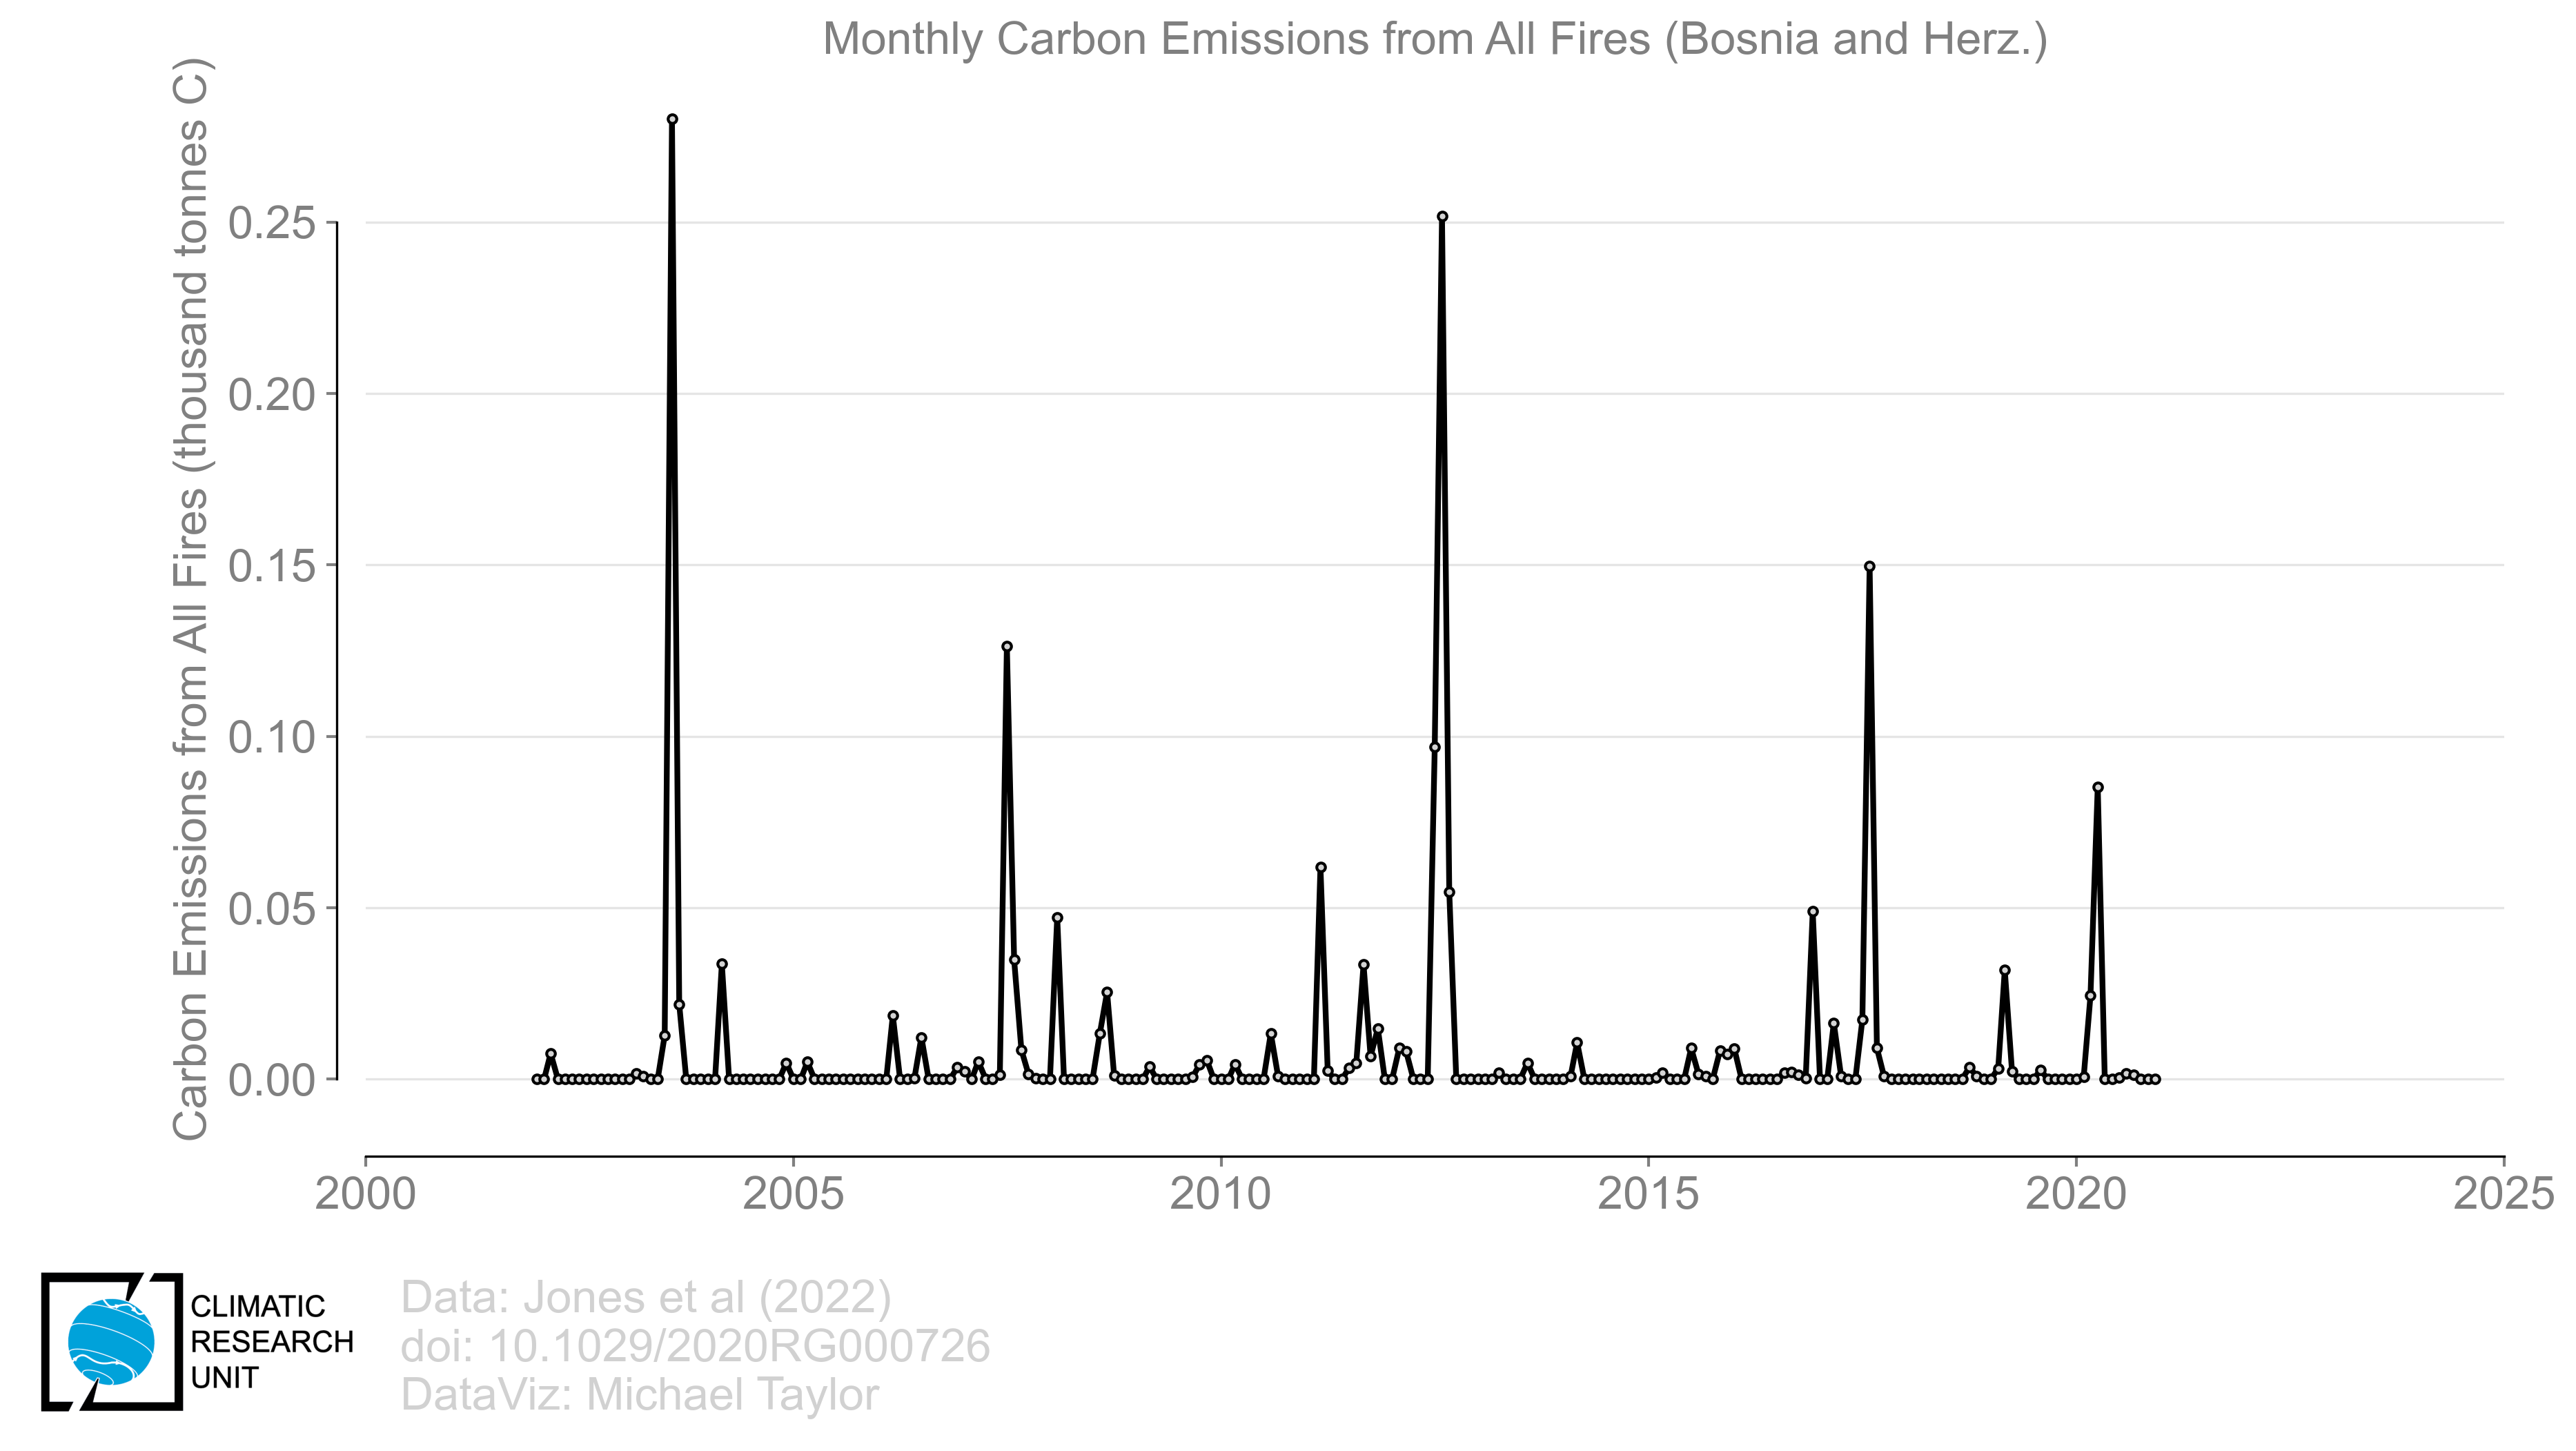 Monthly Carbon Emissions from All Fires (Bosnia and Herz.)
Carbon Emissions from All Fires (thousand tonnes C)
0.25
0.20
0.15
0.10
0.05
0.00
2000 2005 2010 2015 2020 2025
CLIMATIC
RESEARCH
UNIT
Data: Jones et al (2022)
doi: 10.1029/2020RG000726
DataViz: Michael Taylor